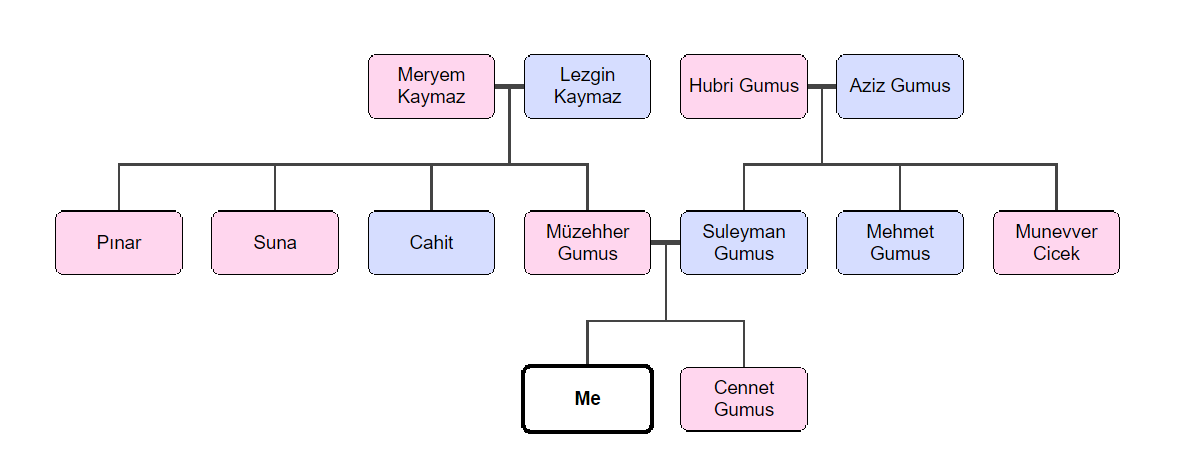 Meryem
Kaymaz
Lezgin
Kaymaz
Hubri Gumus
Aziz Gumus
Pınar
Suna
Cahit
Müzehher
Gumus
Suleyman
Gumus
Mehmet
Gumus
Munevver
Cicek
Me
Cennet
Gumus